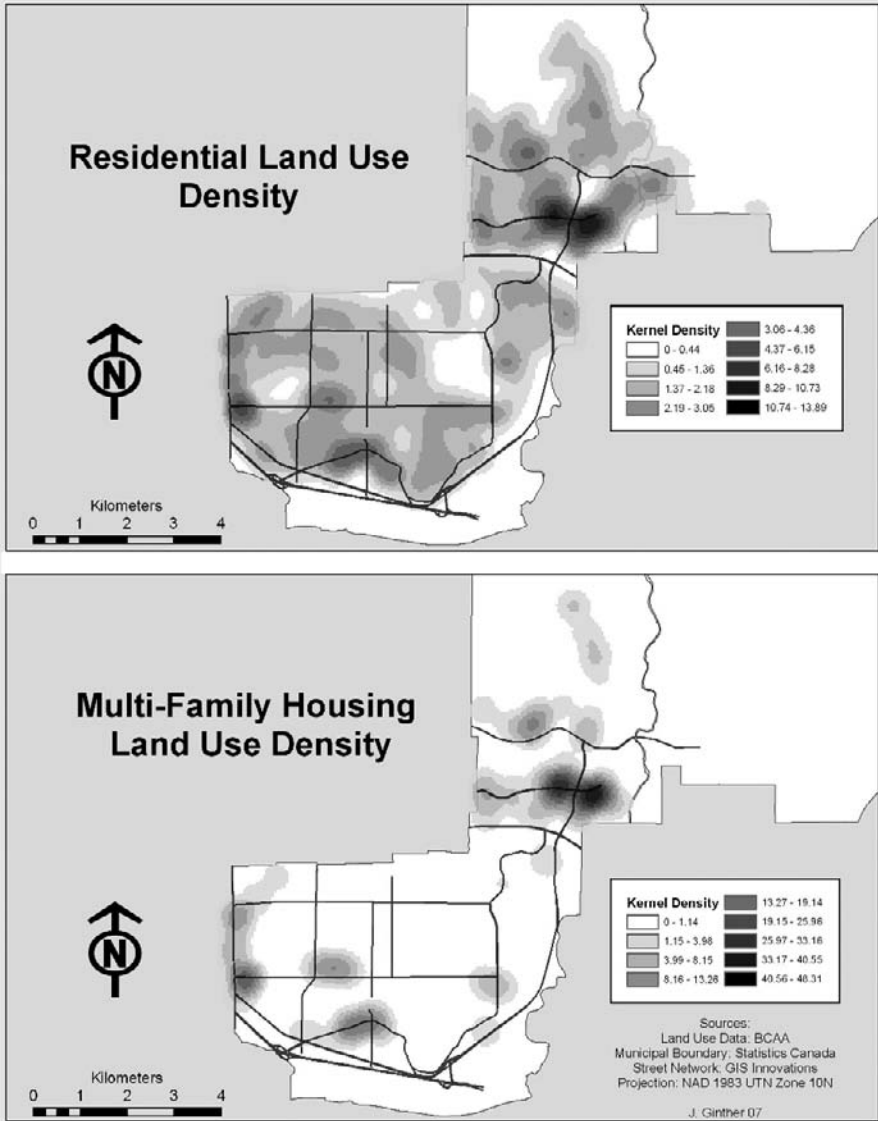 Residential Land Use
Density
N
Kilometers
0 1 2 3 4
Kernel Density
0 - 0.44
0.45 - 1.36
1.37 - 2.18
2.19 - 3.05
3.06 - 4.36
4.37 - 6.15
6.16 - 8.28
8.29 - 10.73
10.74 - 13.89
Multi-Family Housing
Land Use Density
N
Kilometers
0 1 2 3 4
Kernel Density
0 - 1.14
1.15 - 3.98
3.99 - 8.15
8.16 - 13.26
13.27 - 19.14
19.15 - 25.96
25.97 - 33.16
33.17 - 40.55
40.56 - 48.31
Sources:
Land Use Data: BCAA
Municipal Boundary: Statistics Canada
Street Network: GIS Innovations
Projection: NAD 1983 UTN Zone 10N
J. Ginther 07